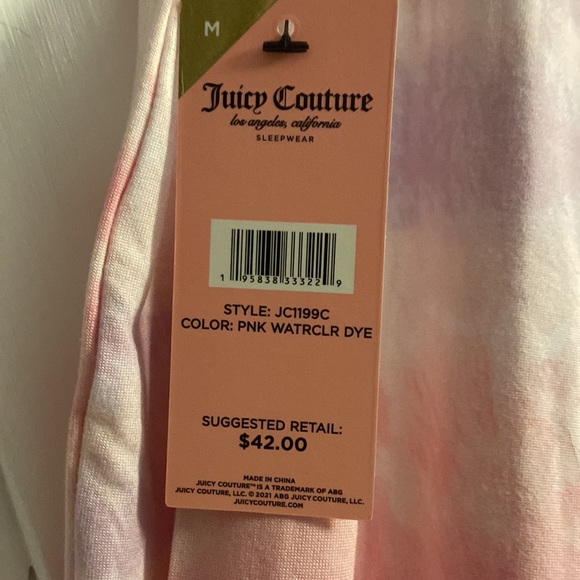 M
Juicy Couture
los angeles, california
SLEEPWEAR
1 95838 33322 9
STYLE: JC1199C
COLOR: PNK WATRCLR DYE
SUGGESTED RETAIL:
$42.00
MADE IN CHINA
JUICY COUTURE™ IS A TRADEMARK OF ABG
JUICY COUTURE, LLC. © 2021 ABG JUICY COUTURE, LLC.
JUICYCOUTURE.COM